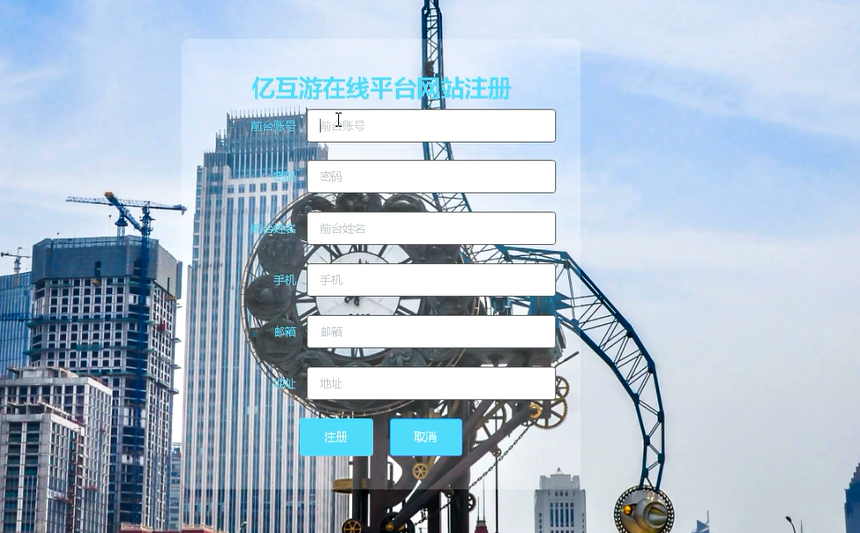 亿互游在线平台网站注册
前台账号 前台账号
密码 密码
前台姓名 前台姓名
手机 手机
邮箱 邮箱
地址 地址
注册 取消